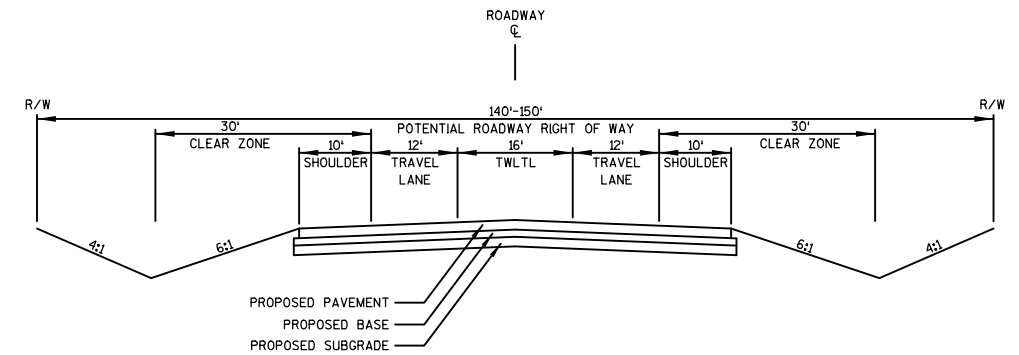 ROADWAY
℄
R/W
R/W
140'-150'
POTENTIAL ROADWAY RIGHT OF WAY
30'
CLEAR ZONE
30'
CLEAR ZONE
10'
SHOULDER
12'
TRAVEL
LANE
16'
TWLTL
12'
TRAVEL
LANE
10'
SHOULDER
4:1
6:1
6:1
4:1
PROPOSED PAVEMENT
PROPOSED BASE
PROPOSED SUBGRADE